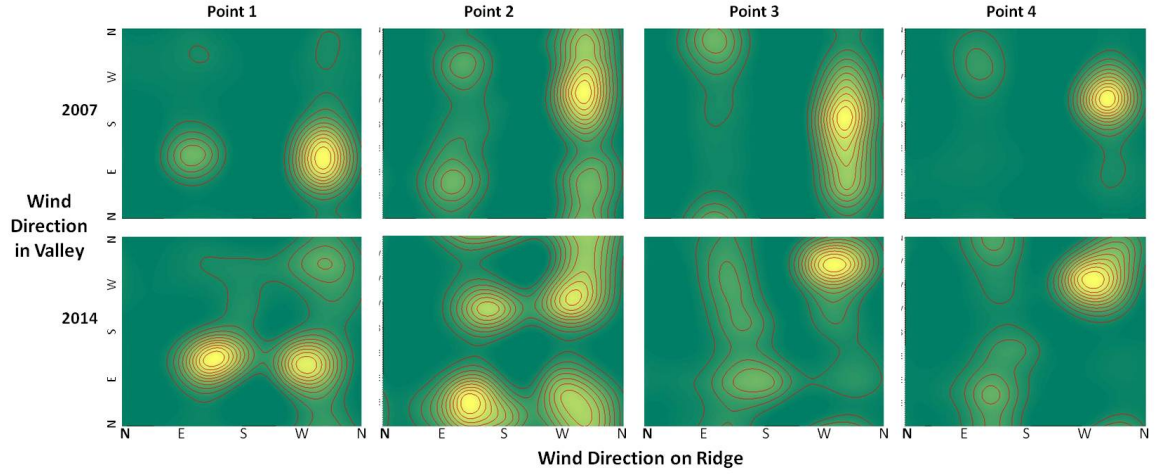 Point 1 Point 2 Point 3 Point 4
N
W
2007
S
E
N
Wind
Direction
in Valley
N
W
2014
S
E
N
N E S W N E S W N E S W N E S W N
Wind Direction on Ridge